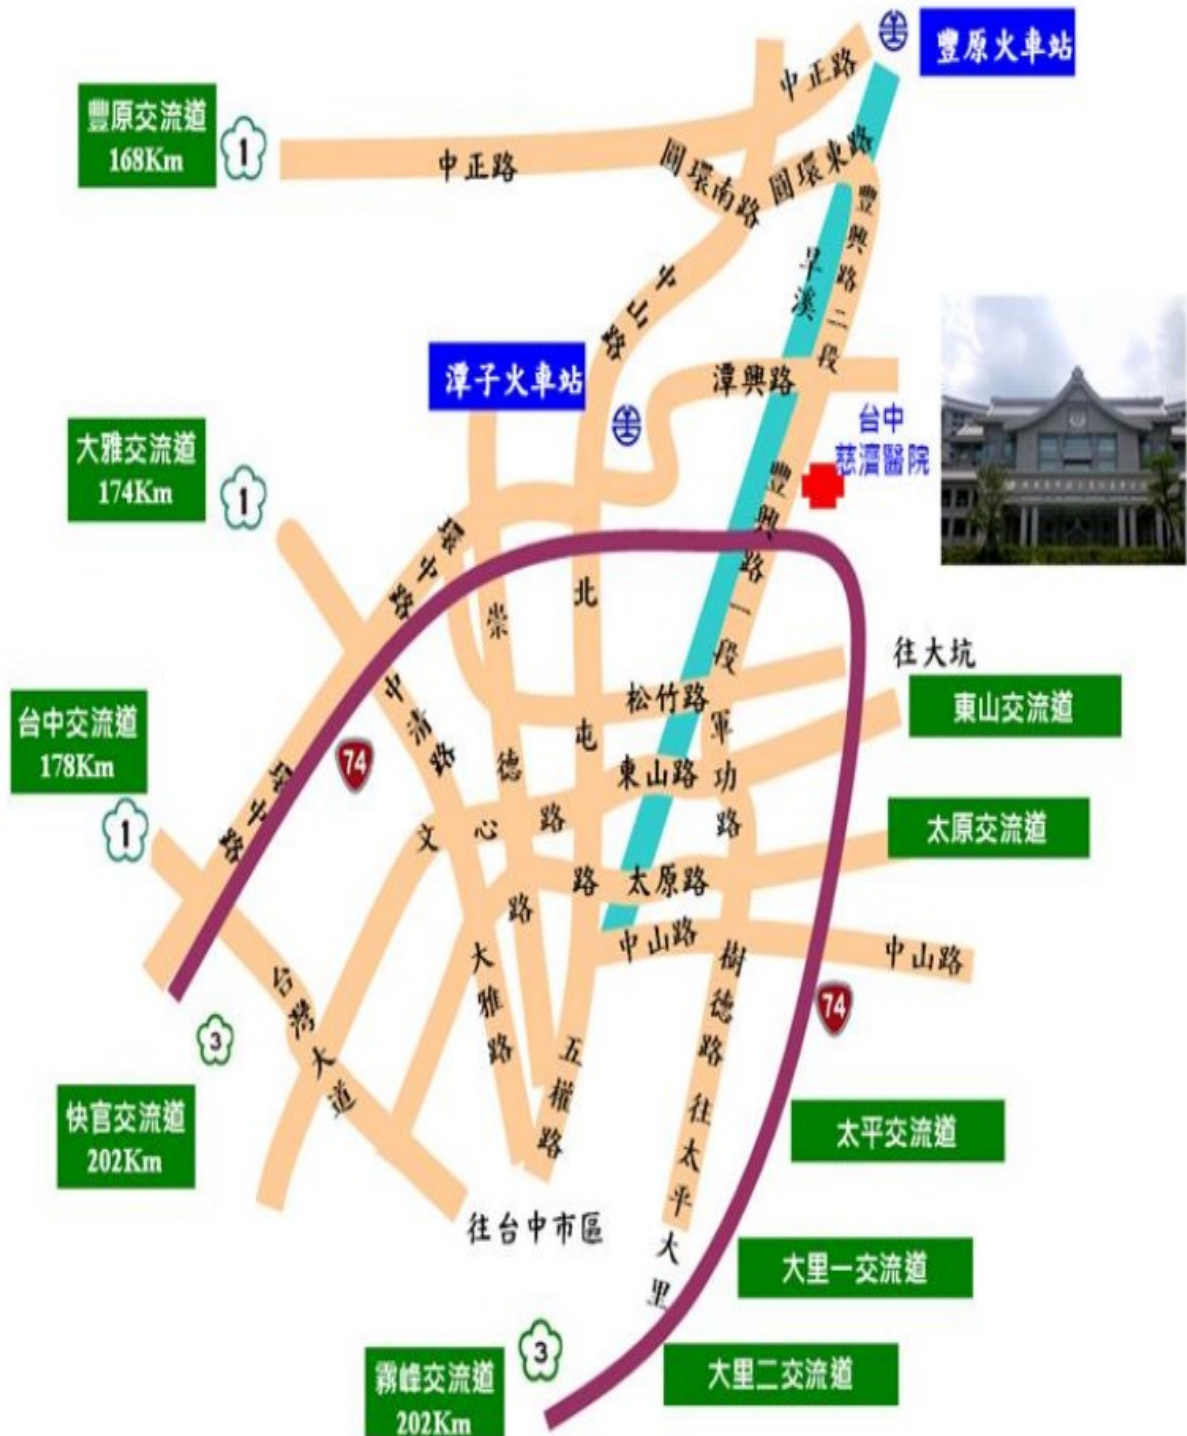 豐原火車站
中正路
豐原交流道
168Km
1
中正路
圓環南路
圓環東路
豐興路二段
旱溪
中山路
潭子火車站
潭興路
台中
慈濟醫院
大雅交流道
174Km
1
豐興路一段
環中路
崇德路
北屯路
往大坑
松竹路
東山交流道
中清路
軍功路
台中交流道
178Km
1
74
東山路
環中路
文心路
太原交流道
太原路
中山路
中山路
大雅路
樹德路
台灣大道
74
3
五權路
快官交流道
202Km
往太平大里
太平交流道
往台中市區
大里一交流道
3
霧峰交流道
202Km
大里二交流道